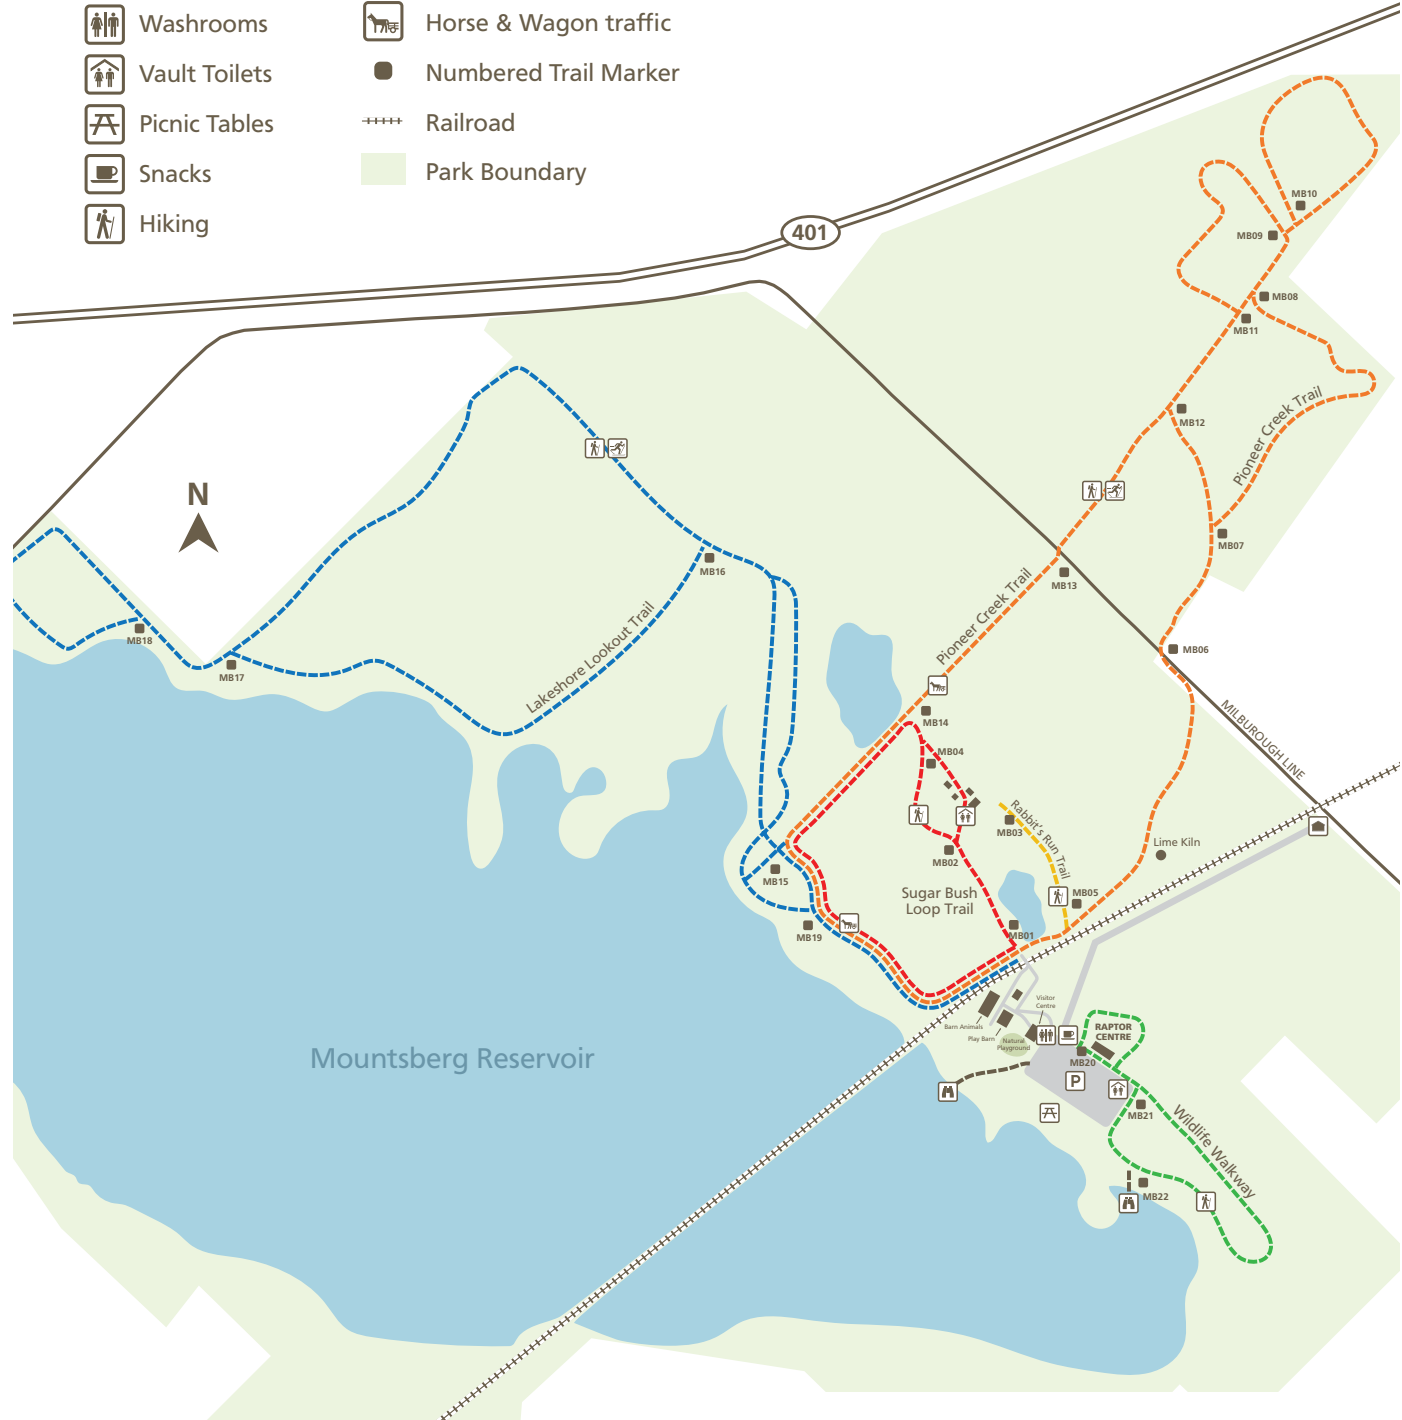 Washrooms
Vault Toilets
Picnic Tables
Snacks
Hiking
Horse & Wagon traffic
Numbered Trail Marker
Railroad
Park Boundary
401
N
MB10
MB09
MB08
MB11
MB12
Pioneer Creek Trail
MB07
MB16
MB13
Pioneer Creek Trail
MB18
MB17
Lakeshore Lookout Trail
MB06
MB14
MILBOROUGH LINE
MB04
MB03
Rabbit's Run Trail
Lime Kiln
MB02
MB15
Sugar Bush
Loop Trail
MB05
MB19
MB01
Visitor
Centre
Barn Animals
Play Barn
Natural
Playground
RAPTOR
CENTRE
MB20
P
Mountsberg Reservoir
MB21
Wildlife Walkway
MB22